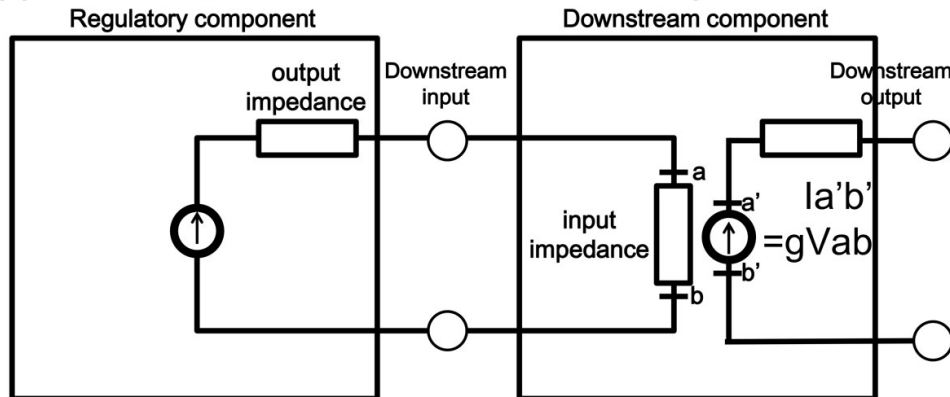 Regulatory component
Downstream component
output
impedance
Downstream
input
Downstream
output
a
input
impedance
a'
Ia'b'
=gVab
b'
b